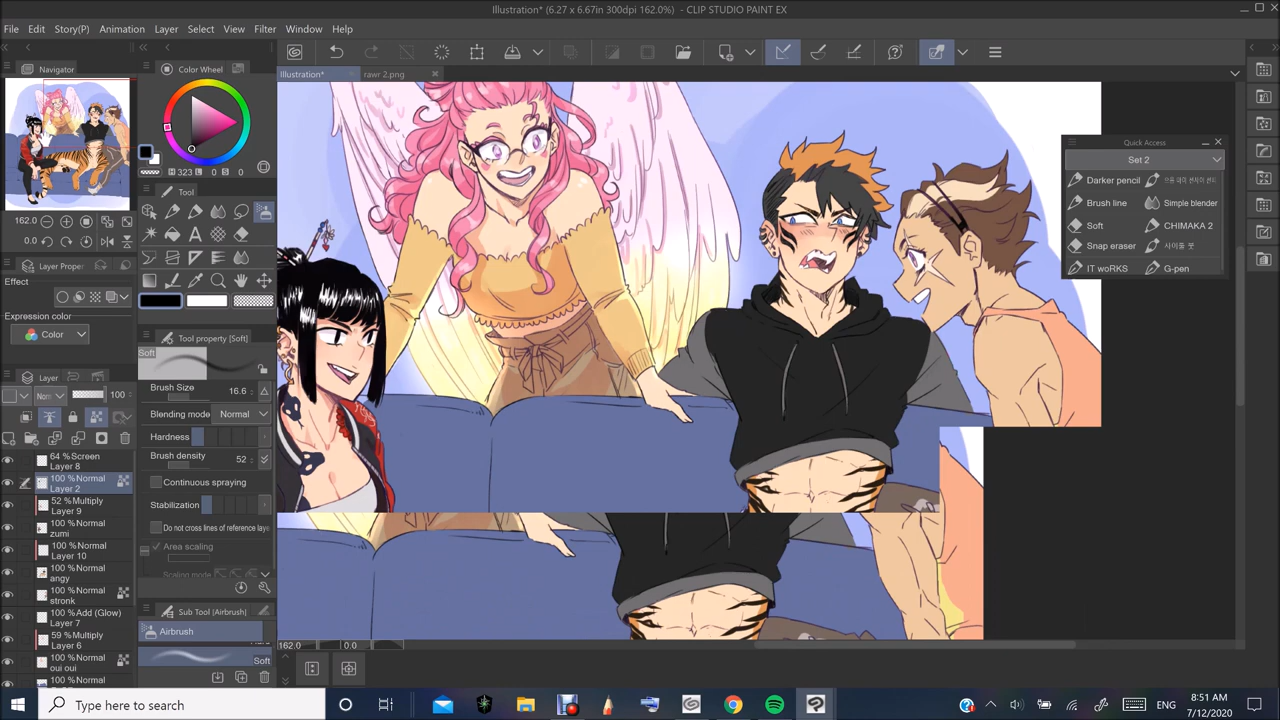 Illustration* (6.27 x 6.67in 300dpi 162.0%) - CLIP STUDIO PAINT EX
File Edit Story(P) Animation Layer Select View Filter Window Help
Navigator
Color Wheel
Illustration*
rawr 2.png
162.0
0.0
H 323 L 0 S 0
Tool
Layer Prope
Effect
Expression color
Color
Tool property [Soft]
Soft
Brush Size 16.6
Blending mode Normal
Hardness
Brush density 52
Continuous spraying
Stabilization
Do not cross lines of reference laye
Area scaling
Scaling mode
Sub Tool [Airbrush]
Airbrush
Soft
Layer
Nor 100
64 %Screen
Layer 8
100 %Normal
Layer 2
52 %Multiply
Layer 9
100 %Normal
zumi
100 %Normal
Layer 10
100 %Normal
angy
100 %Normal
stronk
100 %Add (Glow)
Layer 7
59 %Multiply
Layer 6
100 %Normal
oui oui
100 %Normal
Quick Access
Set 2
Darker pencil
Brush line
Simple blender
Soft
CHIMAKA 2
Snap eraser
IT woRKS
G-pen
162.0
0.0
Type here to search
ENG
8:51 AM
7/12/2020